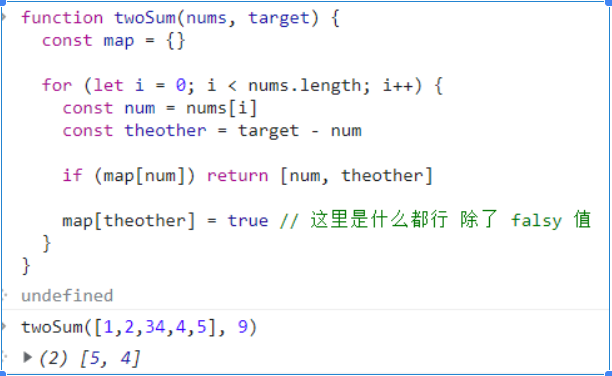 function twoSum(nums, target) {
  const map = {}

  for (let i = 0; i < nums.length; i++) {
    const num = nums[i]
    const theother = target - num

    if (map[num]) return [num, theother]

    map[theother] = true // 这里是什么都行 除了 falsy 值
  }
}
undefined
twoSum([1,2,34,4,5], 9)
(2) [5, 4]